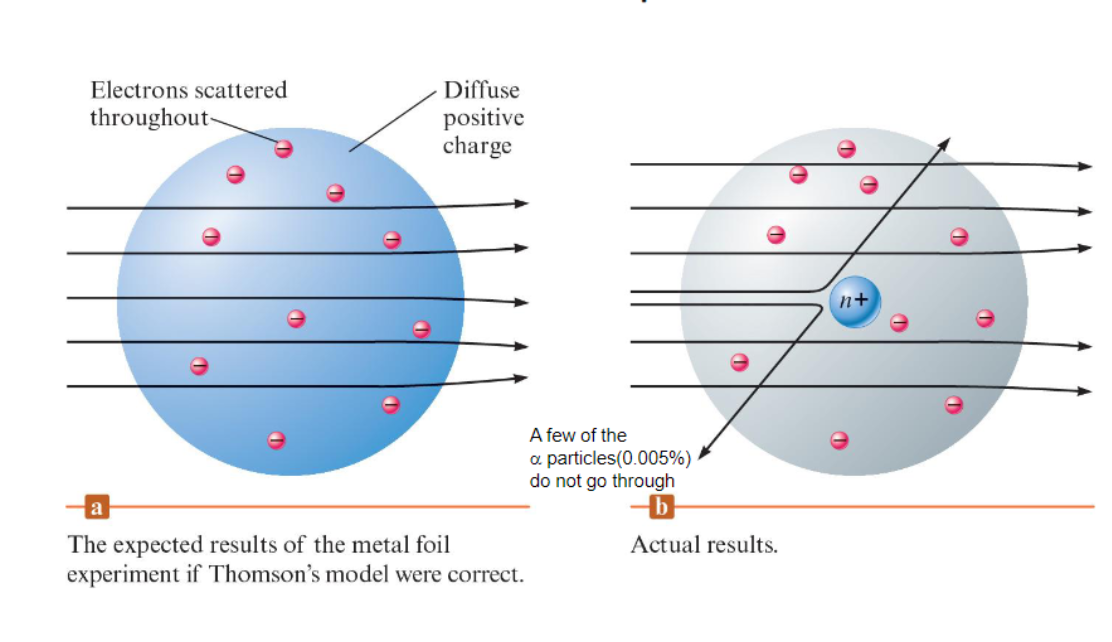 Electrons scattered
throughout
Diffuse
positive
charge
n+
A few of the
α particles(0.005%)
do not go through
a
The expected results of the metal foil
experiment if Thomson's model were correct.
b
Actual results.